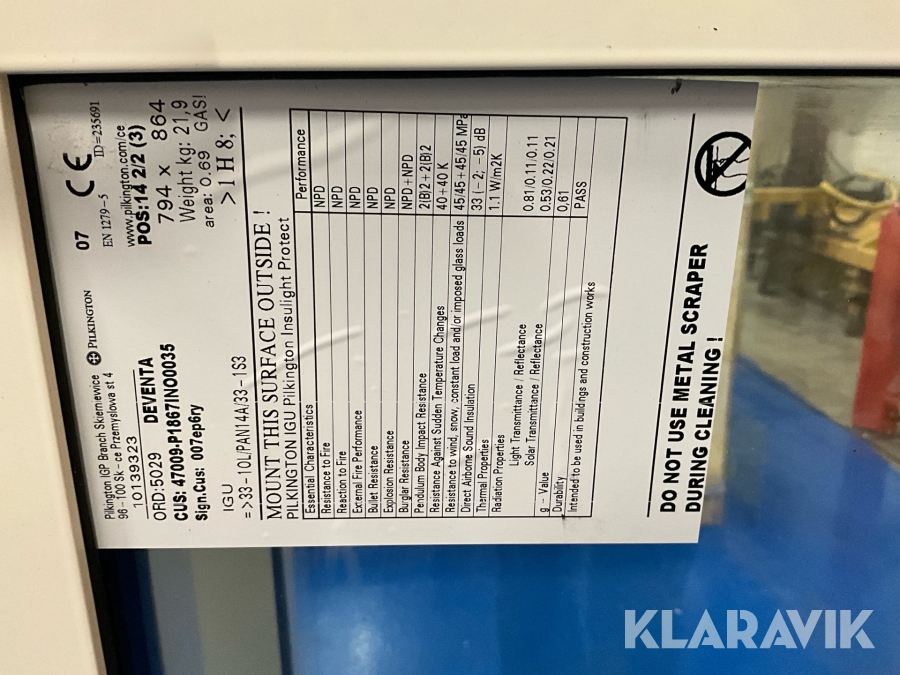 Pilkington IGP Branch Skierniewice PILKINGTON 07 CE
96-100 Sk-ce Przemyslowa st 4 EN 1279-5 ID=235691
10139323 DEVENTA www.pilkington.com/ce
ORD:5029 POS:14 2/2 (3)
CUS: 47009-P1867INO0035 794 x 864
Sign.Cus: 007ep6ry Weight kg: 21,9
area: 0.69 GAS!
IGU >1H8; <
=>33-10L|PAN14A/33-1S3
MOUNT THIS SURFACE OUTSIDE !
PILKINGTON IGU Pilkington Insulight Protect
Essential Characteristics Performance
Resistance to Fire NPD
Reaction to Fire NPD
External Fire Performance NPD
Bullet Resistance NPD
Explosion Resistance NPD
Burglar Resistance NPD+NPD
Pendulum Body Impact Resistance 2(B)2+2(B)2
Resistance Against Sudden Temperature Changes 40+40 K
Resistance to wind, snow, constant load and/or imposed glass loads 45/45+45/45 MPa
Direct Airborne Sound Insulation 33 (-2; -5) dB
Thermal Properties 1.1 W/m2K
Radiation Properties
Light Transmittance / Reflectance 0.81/0.11/0.11
Solar Transmittance / Reflectance 0.53/0.22/0.21
g - Value 0,61
Durability PASS
Intended to be used in buildings and construction works
DO NOT USE METAL SCRAPER
DURING CLEANING !
KLARAVIK